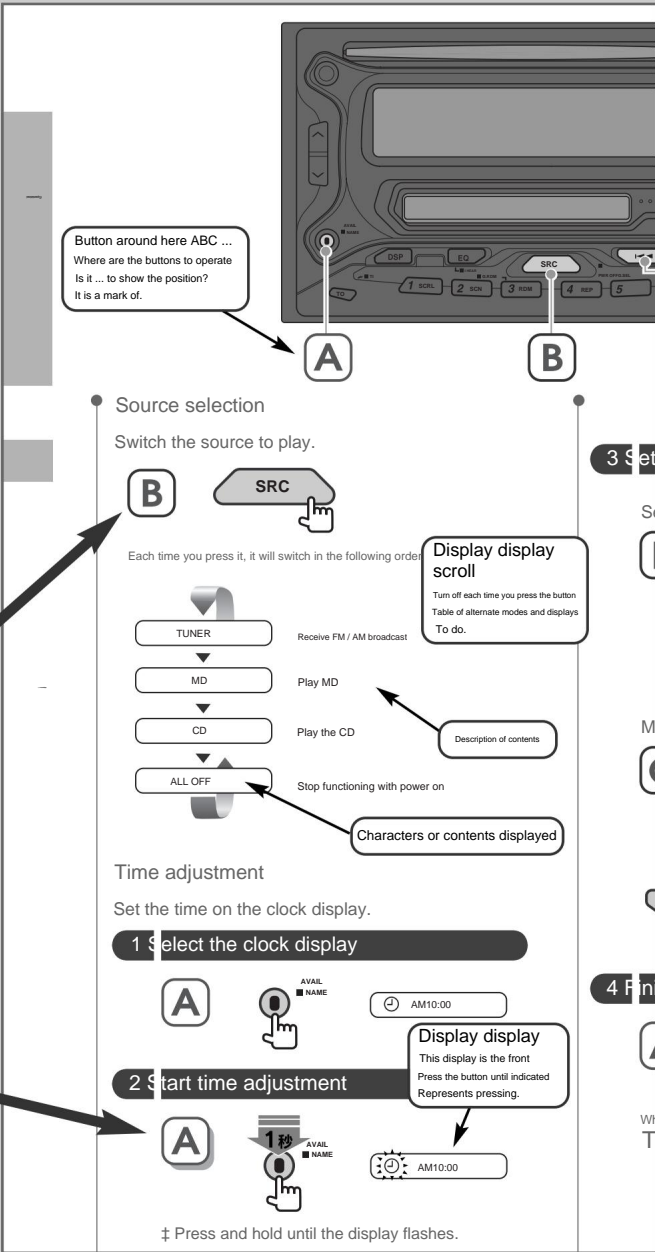 AVAIL
NAME
DSP
EQ
SRC
TI
TO
1 SCRL
2 SCN
3 RDM
4 REP
5
Button around here ABC ...
Where are the buttons to operate
Is it ... to show the position?
It is a mark of.
A
B
Source selection
Switch the source to play.
B
SRC
Each time you press it, it will switch in the following order
Display display
scroll
Turn off each time you press the button
Table of alternate modes and displays
To do.
TUNER
Receive FM / AM broadcast
MD
Play MD
CD
Play the CD
Description of contents
ALL OFF
Stop functioning with power on
Characters or contents displayed
Time adjustment
Set the time on the clock display.
1 Select the clock display
A
AVAIL
NAME
AM10:00
Display display
This display is the front
Press the button until indicated
Represents pressing.
2 Start time adjustment
A
1秒
AVAIL
NAME
AM10:00
‡ Press and hold until the display flashes.
3 Set
M
4 Fini
Wh
T